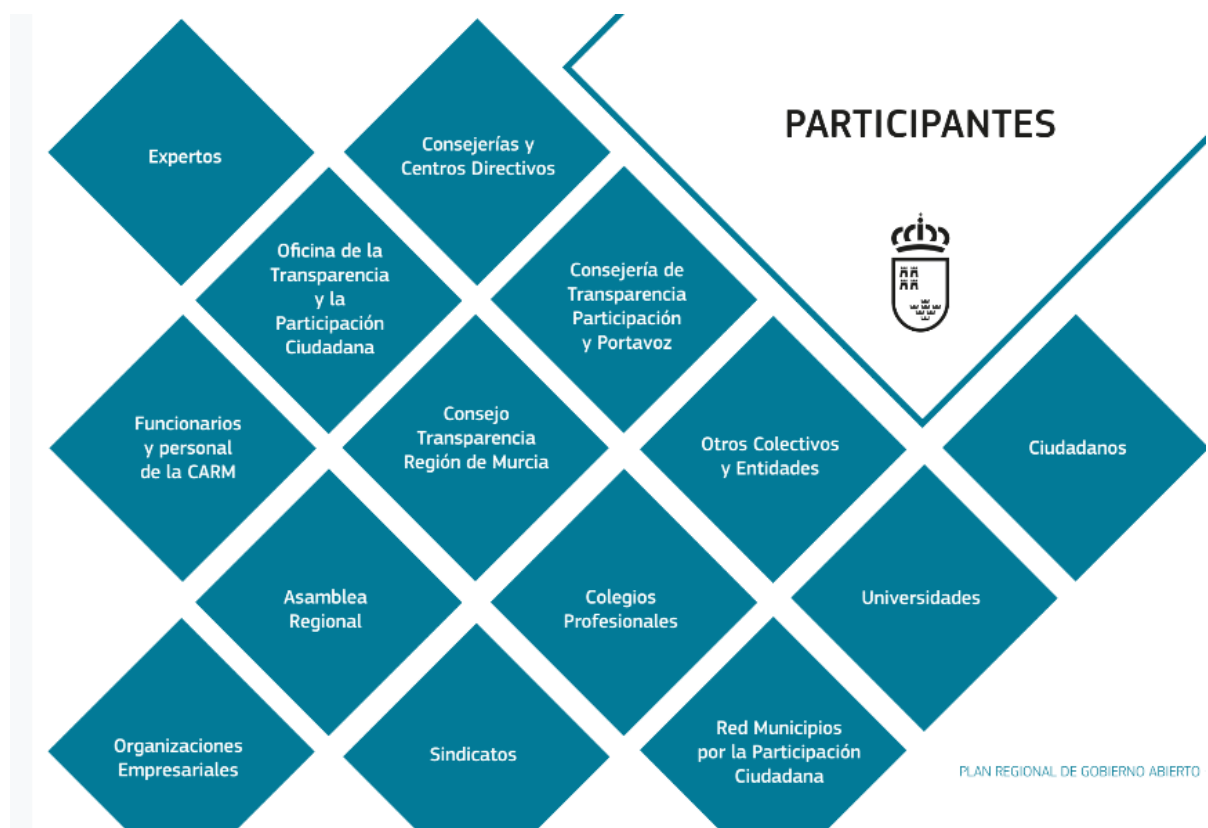 PARTICIPANTES
Expertos
Consejerías y
Centros Directivos
Oficina de la
Transparencia
y la
Participación
Ciudadana
Consejería de
Transparencia
Participación
y Portavoz
Funcionarios
y personal
de la CARM
Consejo
Transparencia
Región de Murcia
Otros Colectivos
y Entidades
Ciudadanos
Asamblea
Regional
Colegios
Profesionales
Universidades
Organizaciones
Empresariales
Sindicatos
Red Municipios
por la Participación
Ciudadana
PLAN REGIONAL DE GOBIERNO ABIERTO